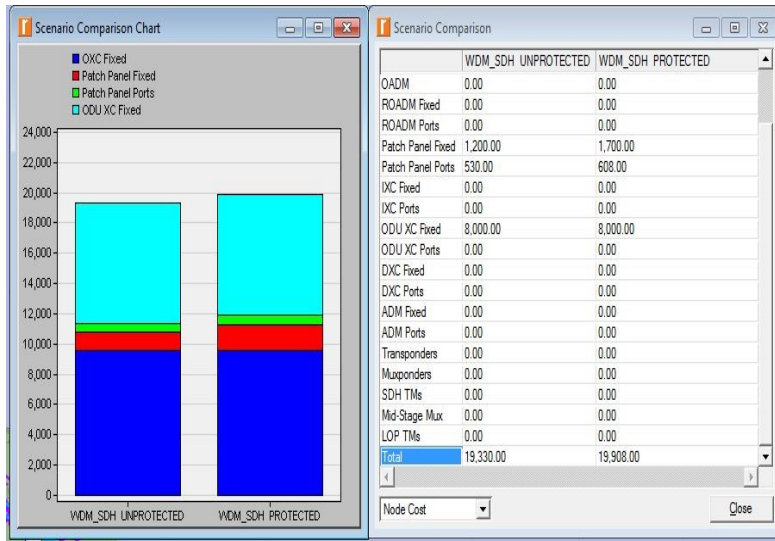 Scenario Comparison Chart
OXC Fixed
Patch Panel Fixed
Patch Panel Ports
ODU XC Fixed
24,000
22,000
20,000
18,000
16,000
14,000
12,000
10,000
8,000
6,000
4,000
2,000
0
WDM_SDH UNPROTECTED WDM_SDH PROTECTED
Scenario Comparison
WDM_SDH UNPROTECTED WDM_SDH PROTECTED
OADM 0.00 0.00
ROADM Fixed 0.00 0.00
ROADM Ports 0.00 0.00
Patch Panel Fixed 1,200.00 1,700.00
Patch Panel Ports 530.00 608.00
IXC Fixed 0.00 0.00
IXC Ports 0.00 0.00
ODU XC Fixed 8,000.00 8,000.00
ODU XC Ports 0.00 0.00
DXC Fixed 0.00 0.00
DXC Ports 0.00 0.00
ADM Fixed 0.00 0.00
ADM Ports 0.00 0.00
Transponders 0.00 0.00
Muxponders 0.00 0.00
SDH TMs 0.00 0.00
Mid-Stage Mux 0.00 0.00
LOP TMs 0.00 0.00
Total 19,330.00 19,908.00
Node Cost
Close